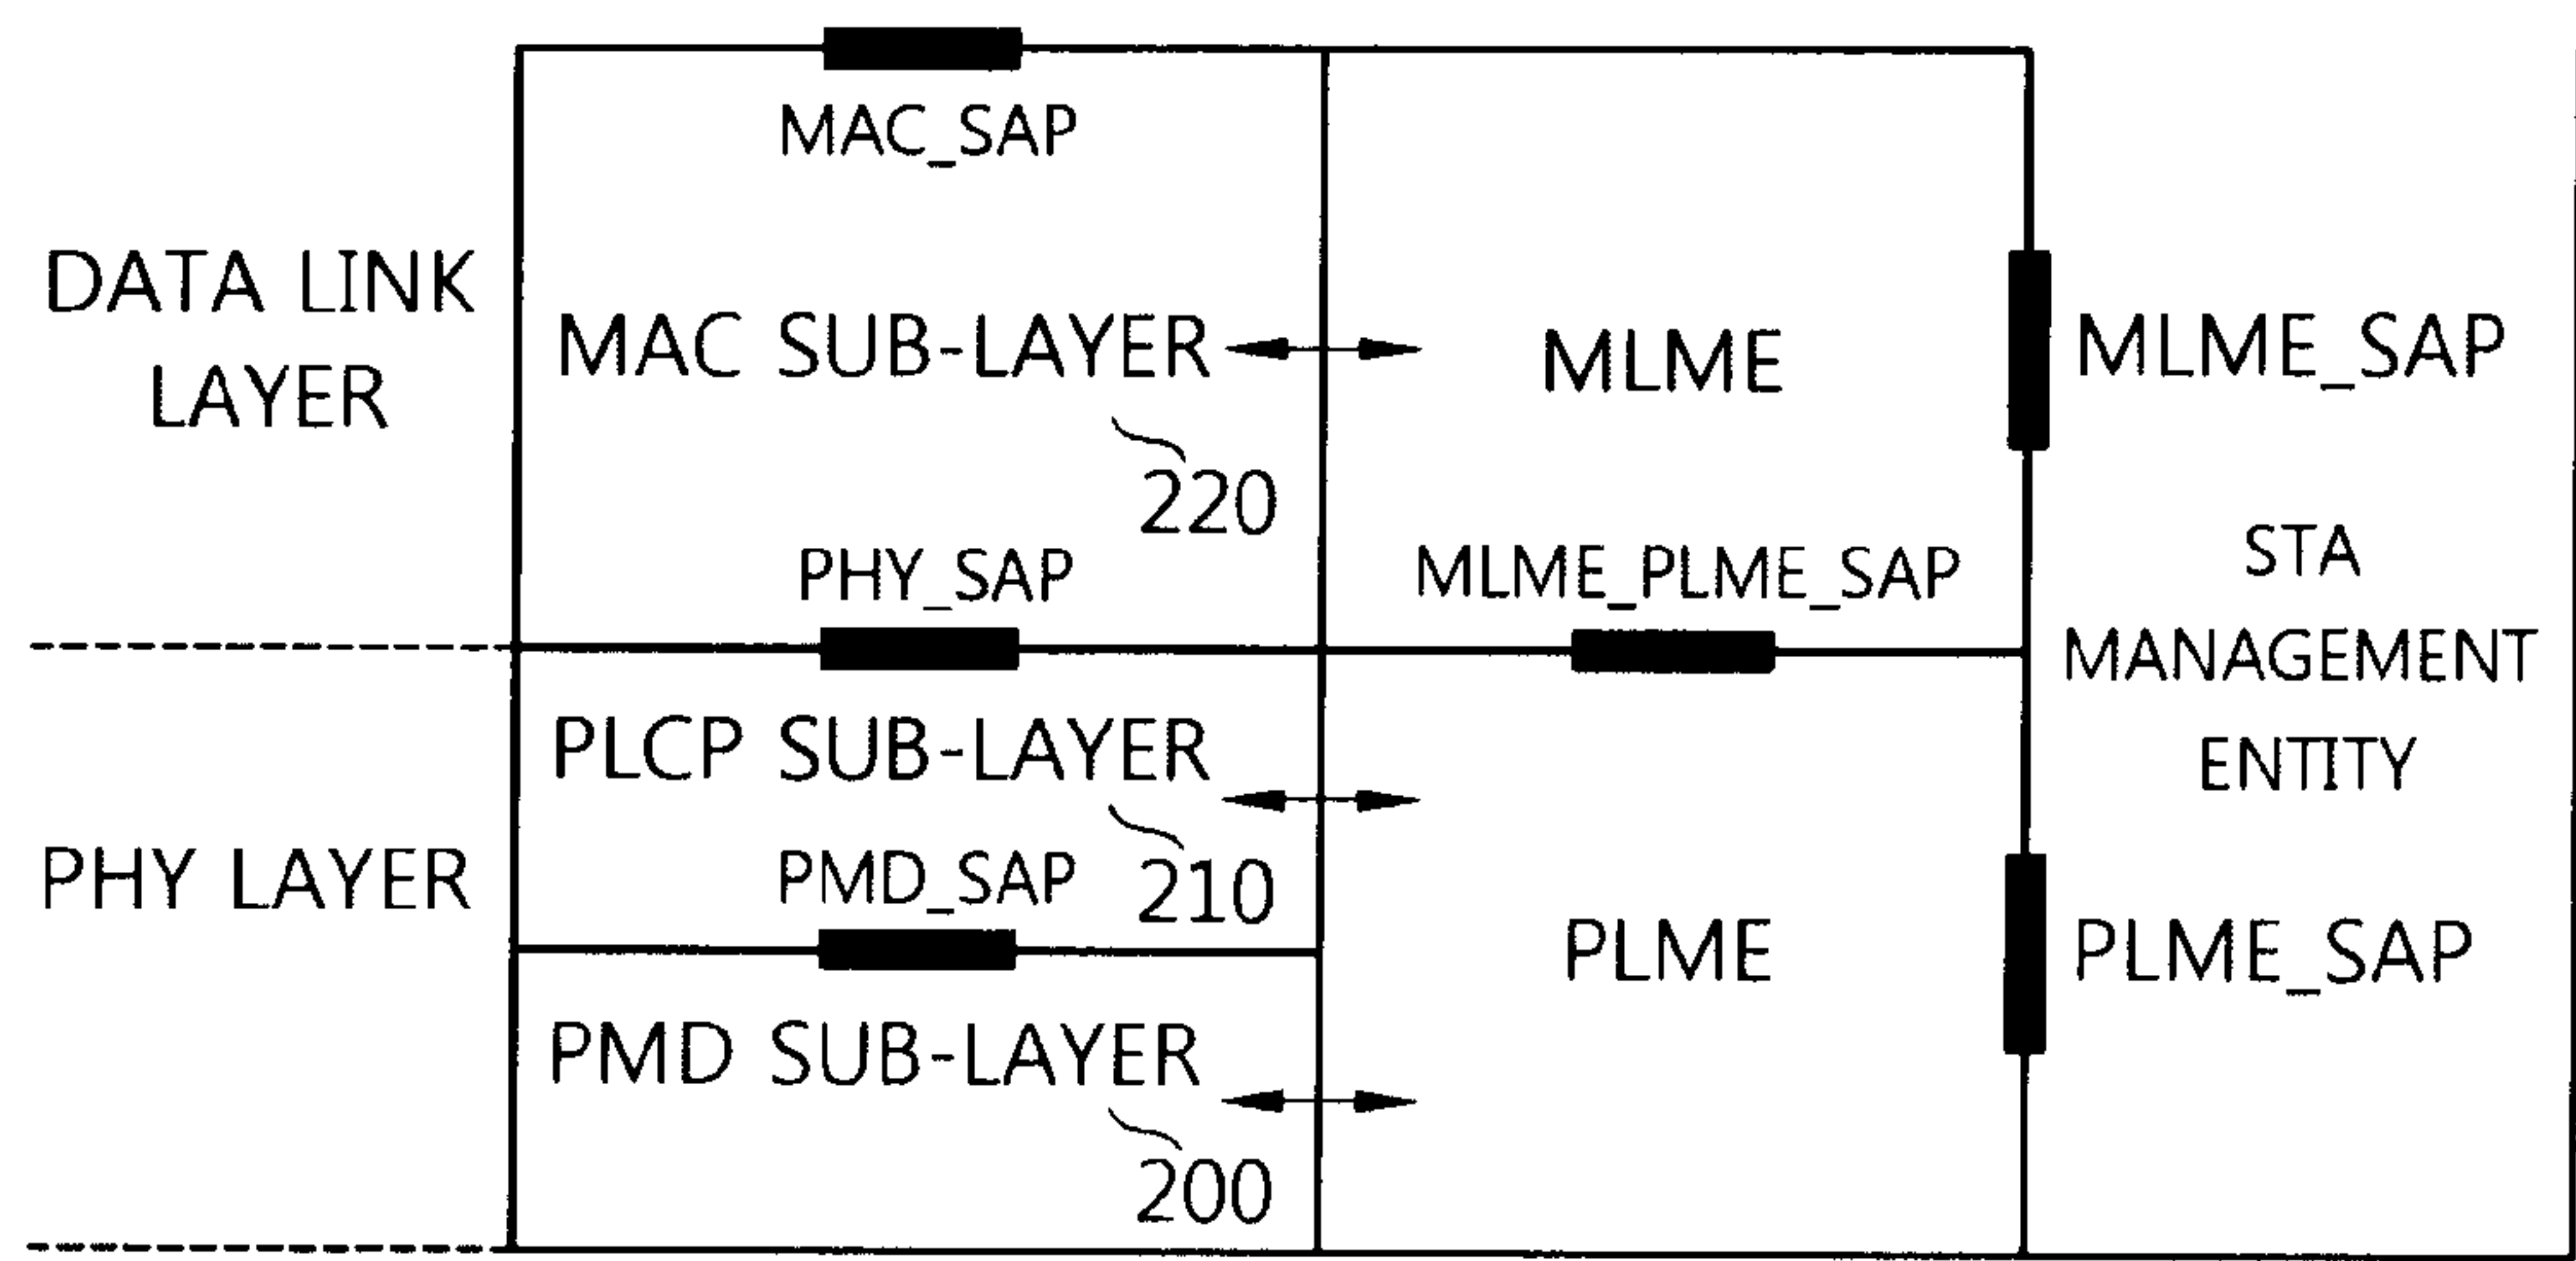 MAC_SAP
DATA LINK
LAYER
MAC SUB-LAYER
220
MLME
MLME_SAP
PHY_SAP
MLME_PLME_SAP
STA
MANAGEMENT
ENTITY
PHY LAYER
PLCP SUB-LAYER
210
PMD_SAP
PLME
PLME_SAP
PMD SUB-LAYER
200